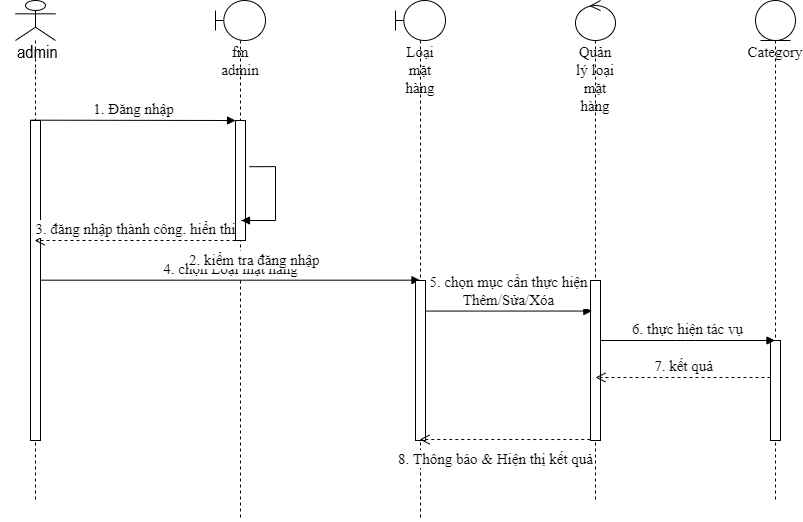 admin
fm
admin
Loại
mặt
hàng
Quản
lý loại
mặt
hàng
Category
1. Đăng nhập
3. đăng nhập thành công. hiển thị
2. kiểm tra đăng nhập
4. chọn Loại mặt hàng
5. chọn mục cần thực hiện
Thêm/Sửa/Xóa
6. thực hiện tác vụ
7. kết quả
8. Thông báo & Hiện thị kết quả